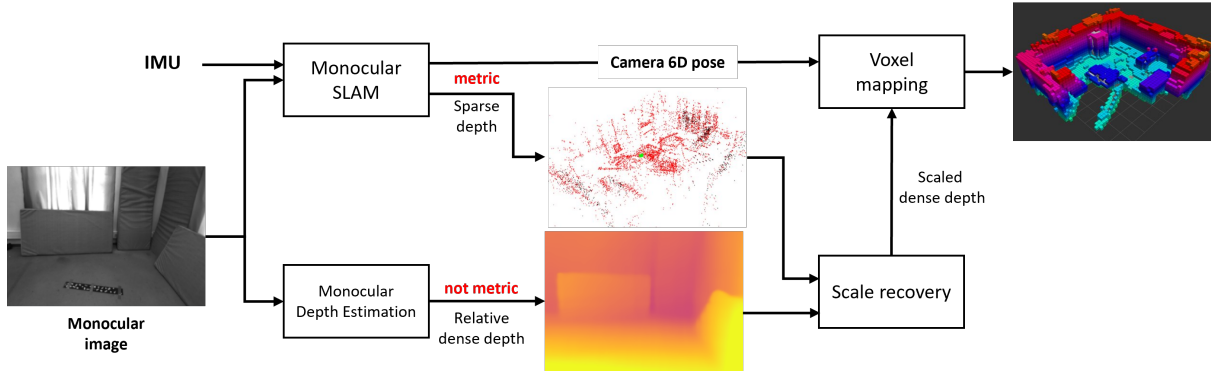 IMU
Monocular
SLAM
metric
Sparse
depth
Camera 6D pose
Voxel
mapping
Scaled
dense depth
Monocular
image
Monocular
Depth Estimation
not metric
Relative
dense depth
Scale recovery